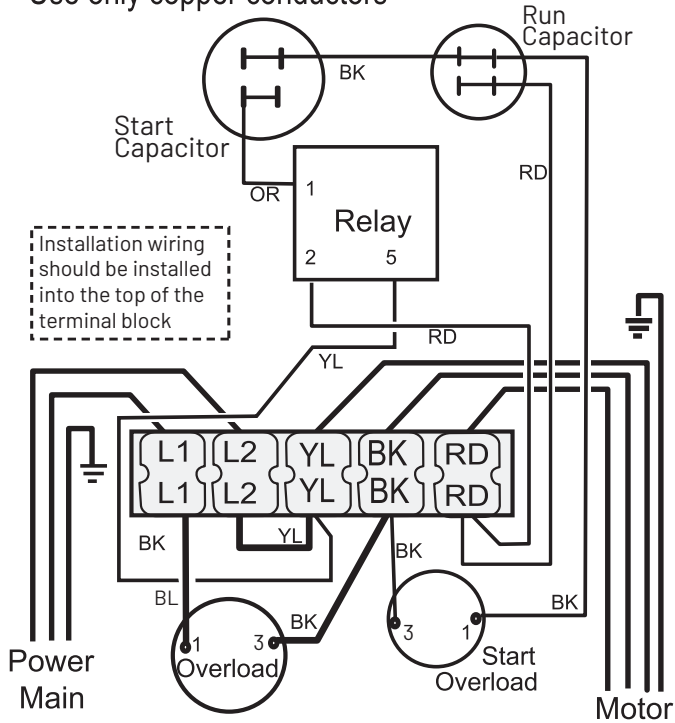 Use only copper conductors
Run
Capacitor
BK
Start
Capacitor
OR
1
Relay
2
5
RD
Installation wiring
should be installed
into the top of the
terminal block
RD
YL
L1
L2
YL
BK
RD
L1
L2
YL
BK
RD
BK
YL
BK
BL
BK
BK
1
3
Overload
3
1
Start
Overload
Power
Main
Motor